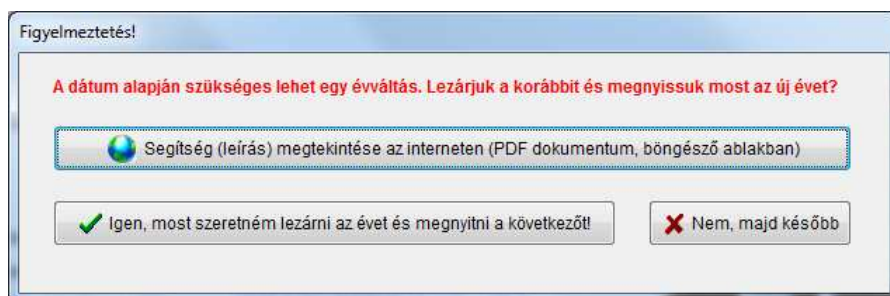 Figyelmeztetés!
A dátum alapján szükséges lehet egy évváltás. Lezárjuk a korábbit és megnyissuk most az új évet?
Segítség (leírás) megtekintése az interneten (PDF dokumentum, böngésző ablakban)
Igen, most szeretném lezárni az évet és megnyitni a következőt!
Nem, majd később